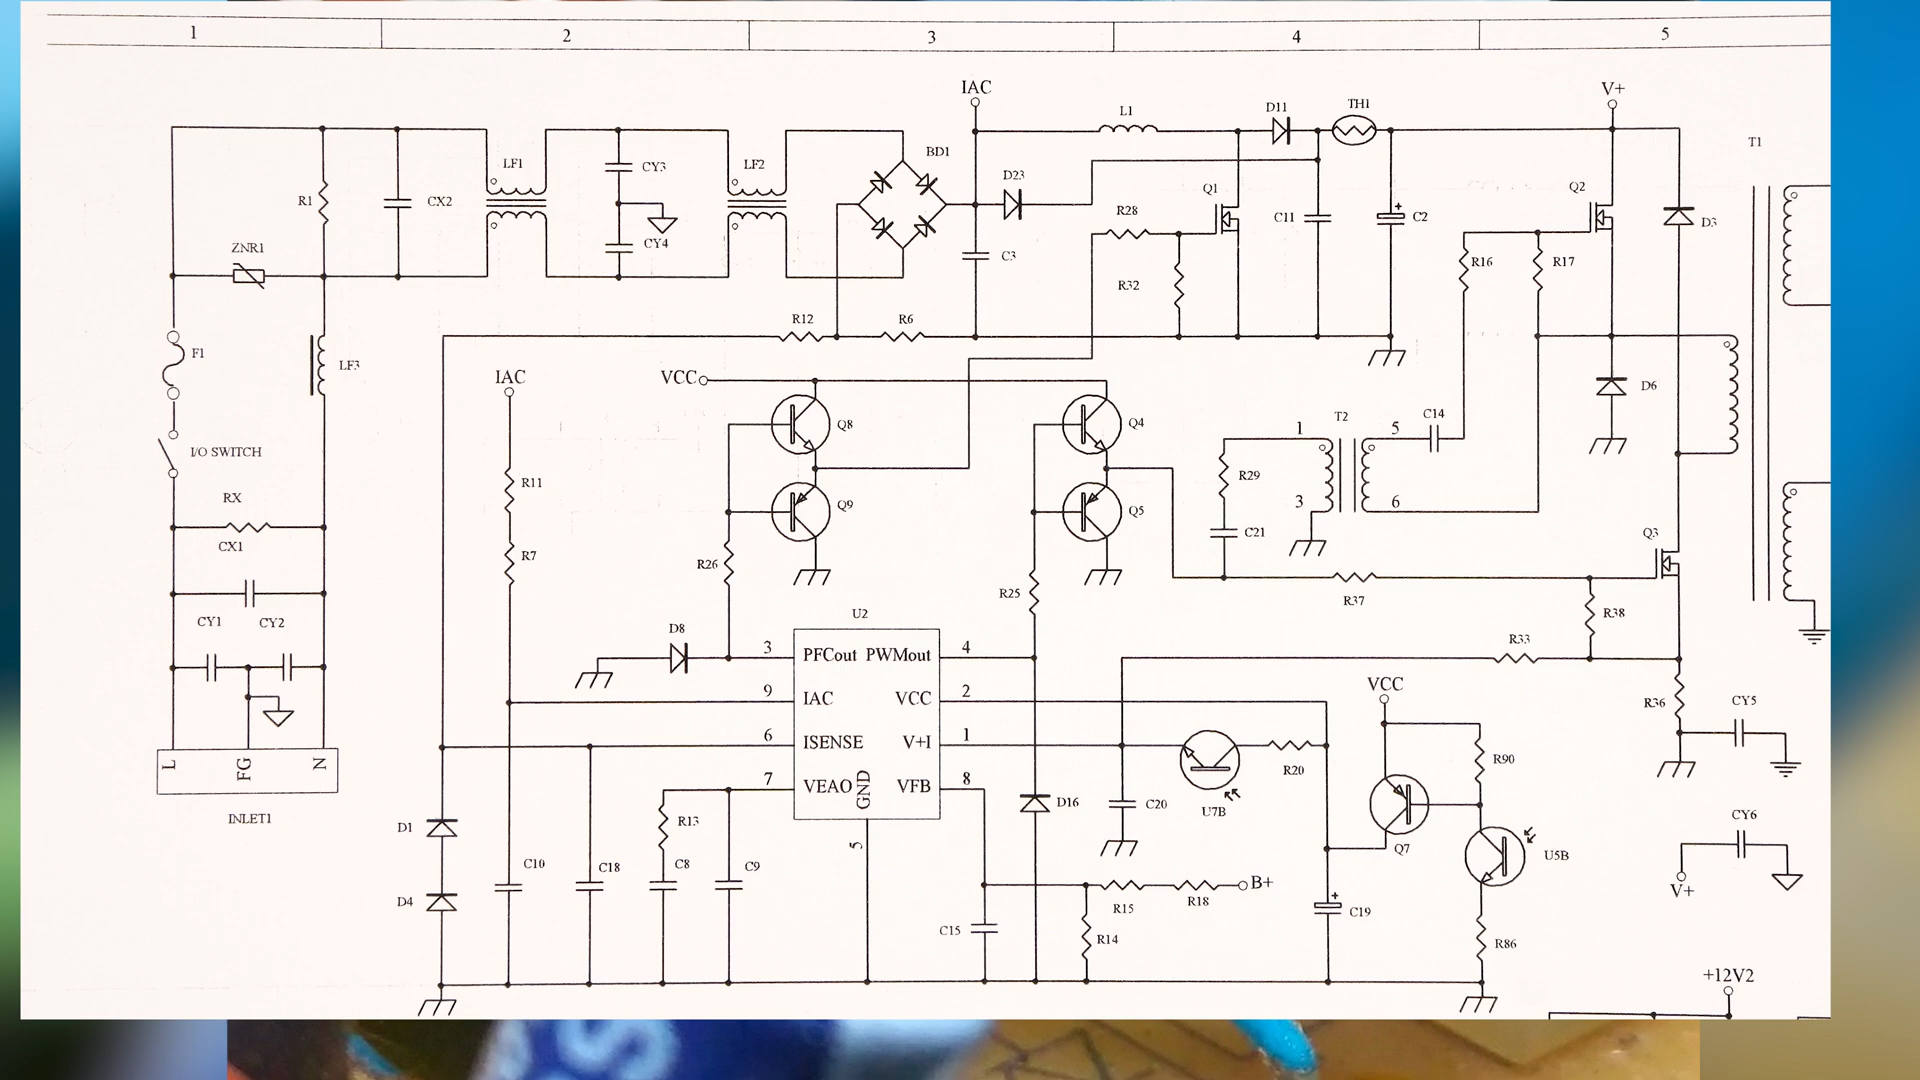 1 2 3 4 5
IAC V+
L1 D11 TH1
T1
LF1 CY3 LF2 BD1
D23 Q1 Q2
R1 CX2 R28 C11 C2 D3
ZNR1 CY4 C3 R32 R16 R17
R12 R6
F1 LF3
IAC VCC D6
Q8 Q4 T2 C14
1 5
I/O SWITCH
R11 R29
RX Q9 Q5 3 6
CX1 R7 R26 C21 Q3
R25 R37 R38
CY1 CY2 U2
D8 3 PFCout PWMout 4 R33
9 IAC VCC 2 VCC R36 CY5
6 ISENSE V+I 1 R20 R90
L FG N 7 VEAO GND VFB 8
INLET1 D16 C20 U7B CY6
D1 R13 5 Q7 U5B
C10 C18 C8 C9 B+ V+
D4 R15 R18 C19
C15 R14 R86
+12V2
S